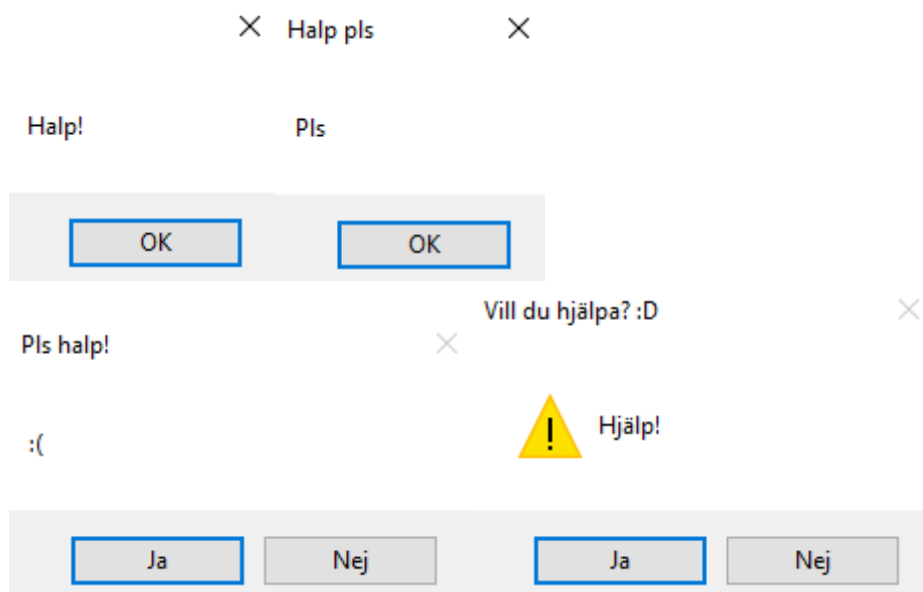 Halp!
OK
Halp pls
Pls
OK
Pls halp!
:(
Ja
Nej
Vill du hjälpa? :D
Hjälp!
Ja
Nej